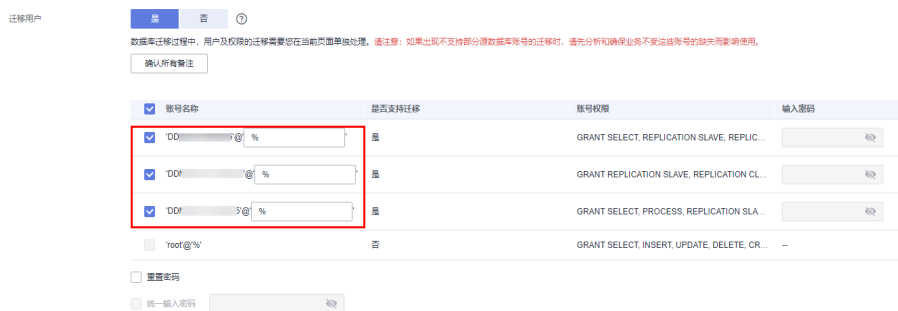 迁移用户 是 否 ?
数据库迁移过程中，用户及权限的迁移需要您在当前页面单独处理。请注意：如果出现不支持部分源数据库账号的迁移时，请先分析和确保业务不受这些账号的缺失而影响使用。
确认所有备注
账号名称 是否支持迁移 账号权限 输入密码
'DD '@' % ' 是 GRANT SELECT, REPLICATION SLAVE, REPLIC...
'DDM '@' % ' 是 GRANT REPLICATION SLAVE, REPLICATION CL...
'DDM 5'@' % ' 是 GRANT SELECT, PROCESS, REPLICATION SLA...
'root'@'%' 否 GRANT SELECT, INSERT, UPDATE, DELETE, CR... --
重置密码
统一输入密码